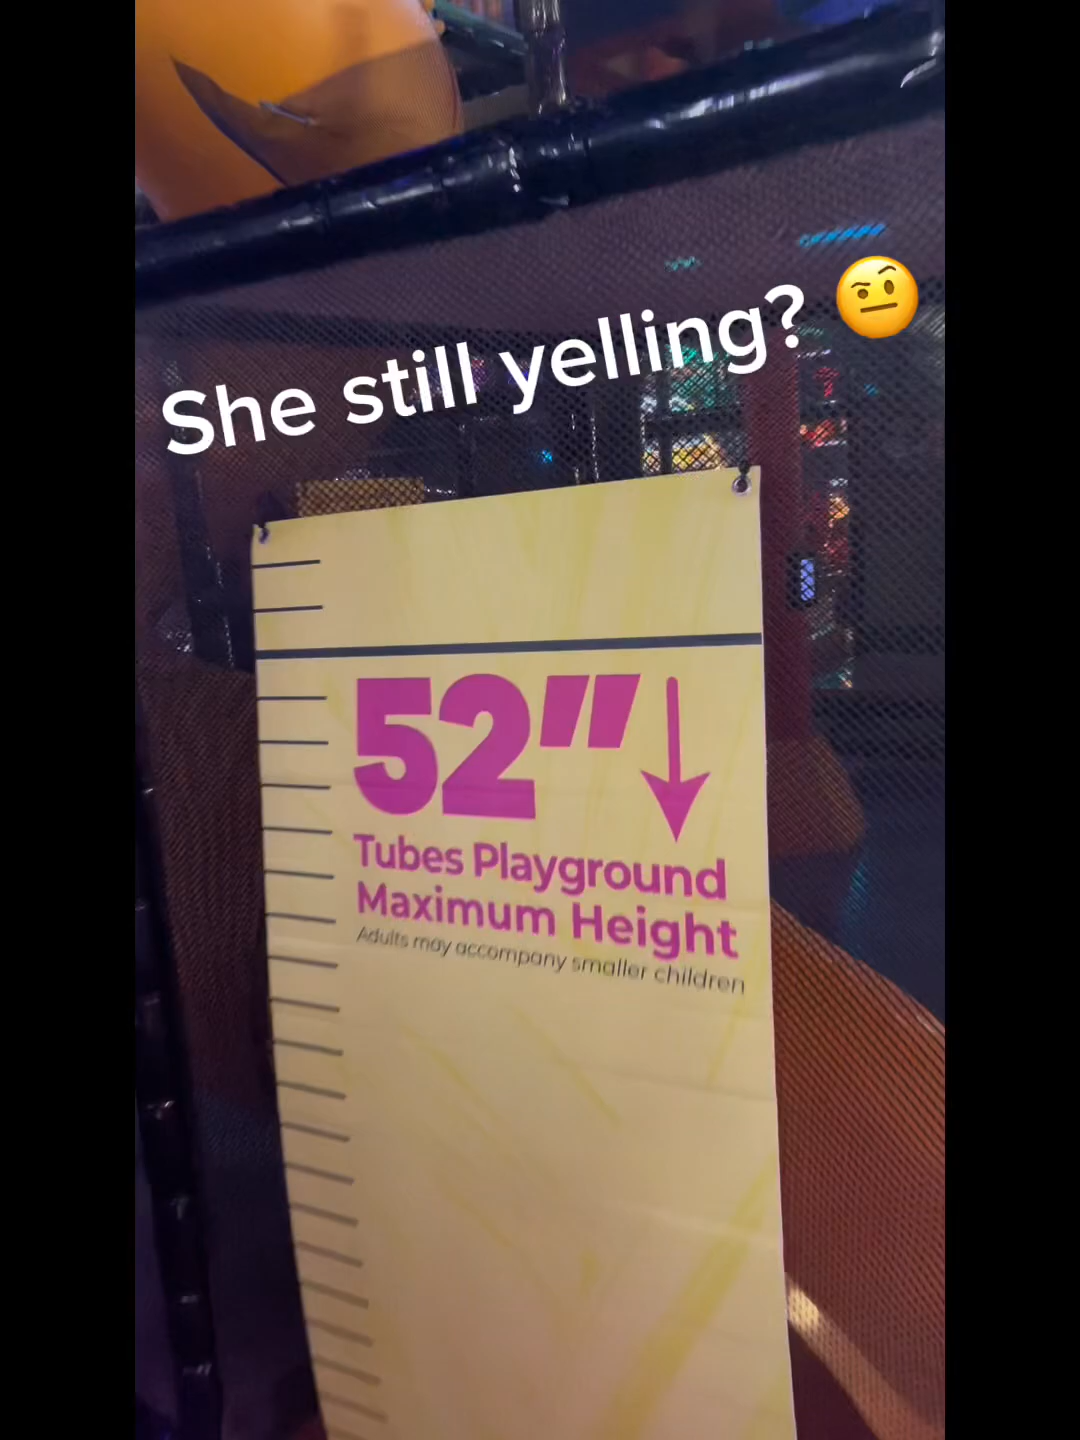 She still yelling? 🤨
52"
Tubes Playground
Maximum Height
Adults may accompany smaller children